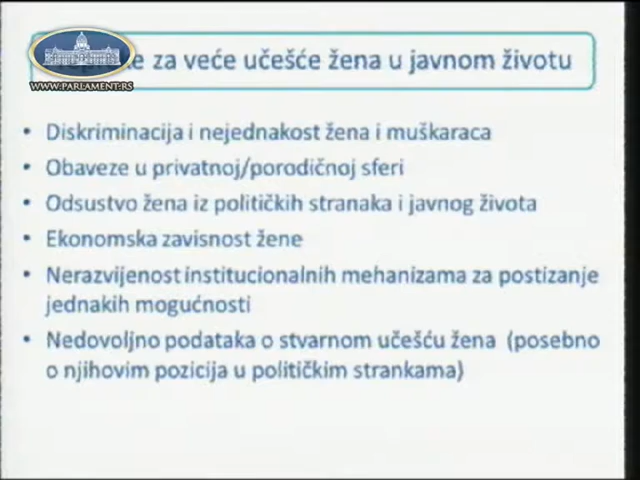 za veće učešće žena u javnom životu
WWW.PARLAMENT.RS
• Diskriminacija i nejednakost žena i muškaraca
• Obaveze u privatnoj/porodičnoj sferi
• Odsustvo žena iz političkih stranaka i javnog života
• Ekonomska zavisnost žene
• Nerazvijenost institucionalnih mehanizama za postizanje
jednakih mogućnosti
• Nedovoljno podataka o stvarnom učešću žena (posebno
o njihovim pozicija u političkim strankama)